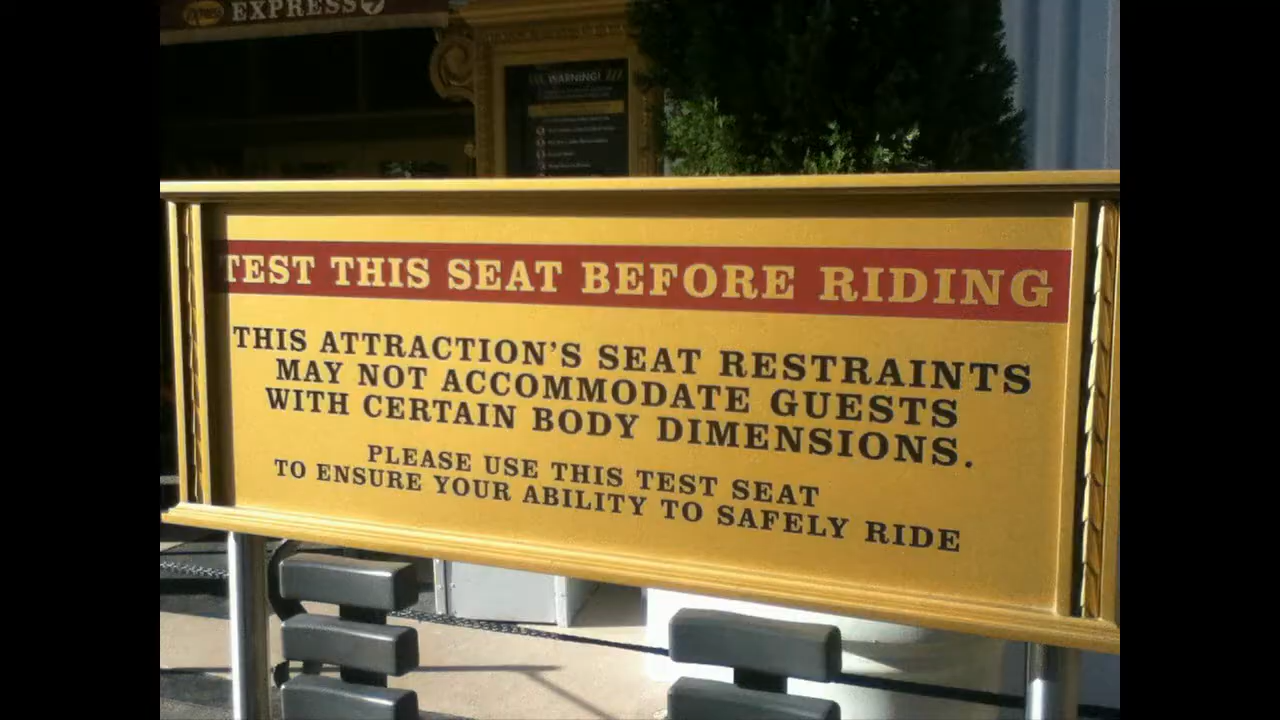 EXPRESS
WARNING!
TEST THIS SEAT BEFORE RIDING
THIS ATTRACTION'S SEAT RESTRAINTS
MAY NOT ACCOMMODATE GUESTS
WITH CERTAIN BODY DIMENSIONS.
PLEASE USE THIS TEST SEAT
TO ENSURE YOUR ABILITY TO SAFELY RIDE